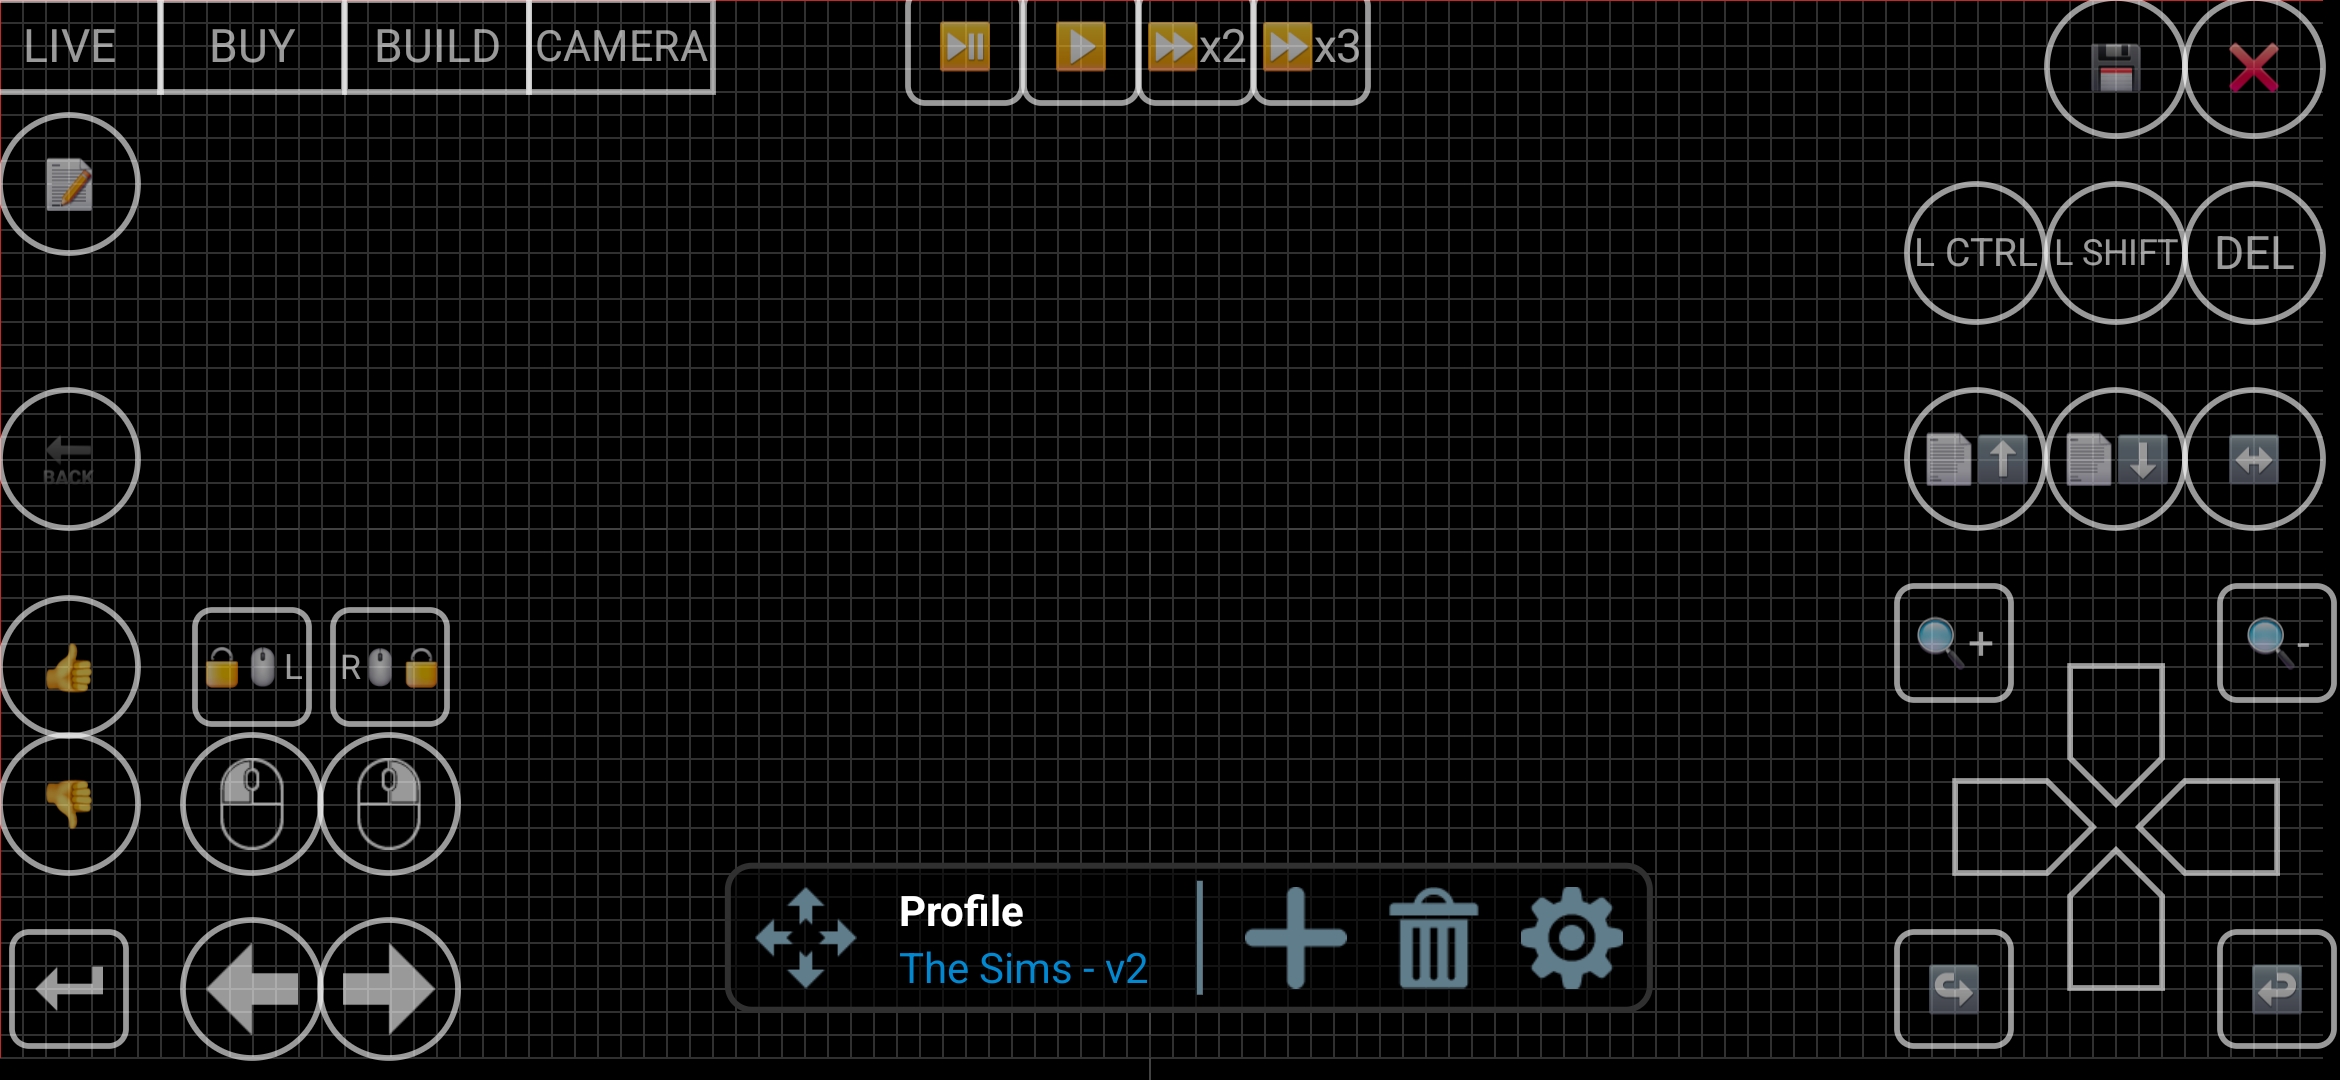 LIVE
BUY
BUILD
CAMERA
x2
x3
L CTRL
L SHIFT
DEL
BACK
L
R
+
-
Profile
The Sims - v2